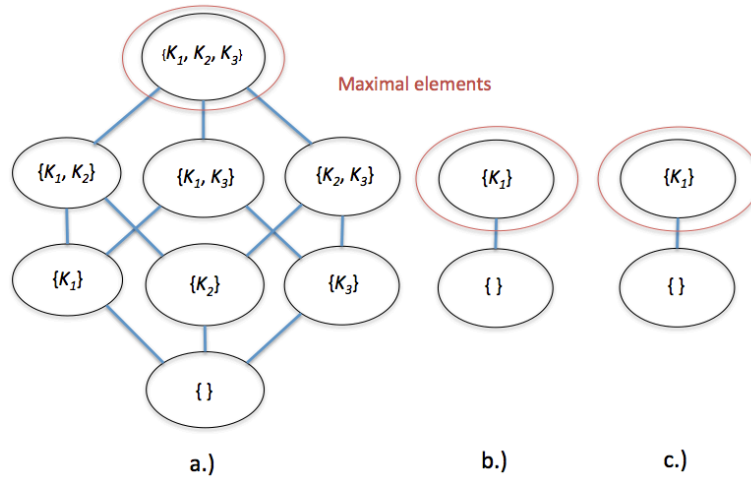 {K₁, K₂, K₃}
Maximal elements
{K₁, K₂} {K₁, K₃} {K₂, K₃} {K₁} {K₁}
{K₁} {K₂} {K₃} { } { }
{ }
a.) b.) c.)